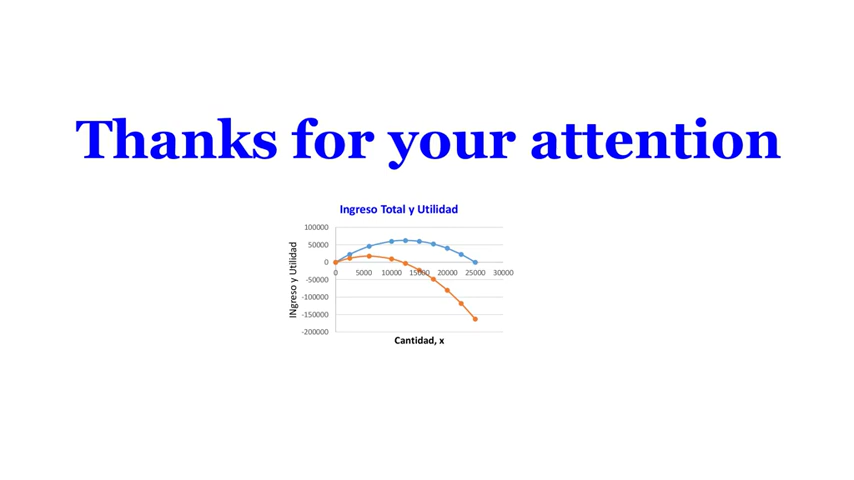 Thanks for your attention
Ingreso Total y Utilidad
INgreso y Utilidad
100000
50000
0
-50000
-100000
-150000
-200000
0 5000 10000 15000 20000 25000 30000
Cantidad, x